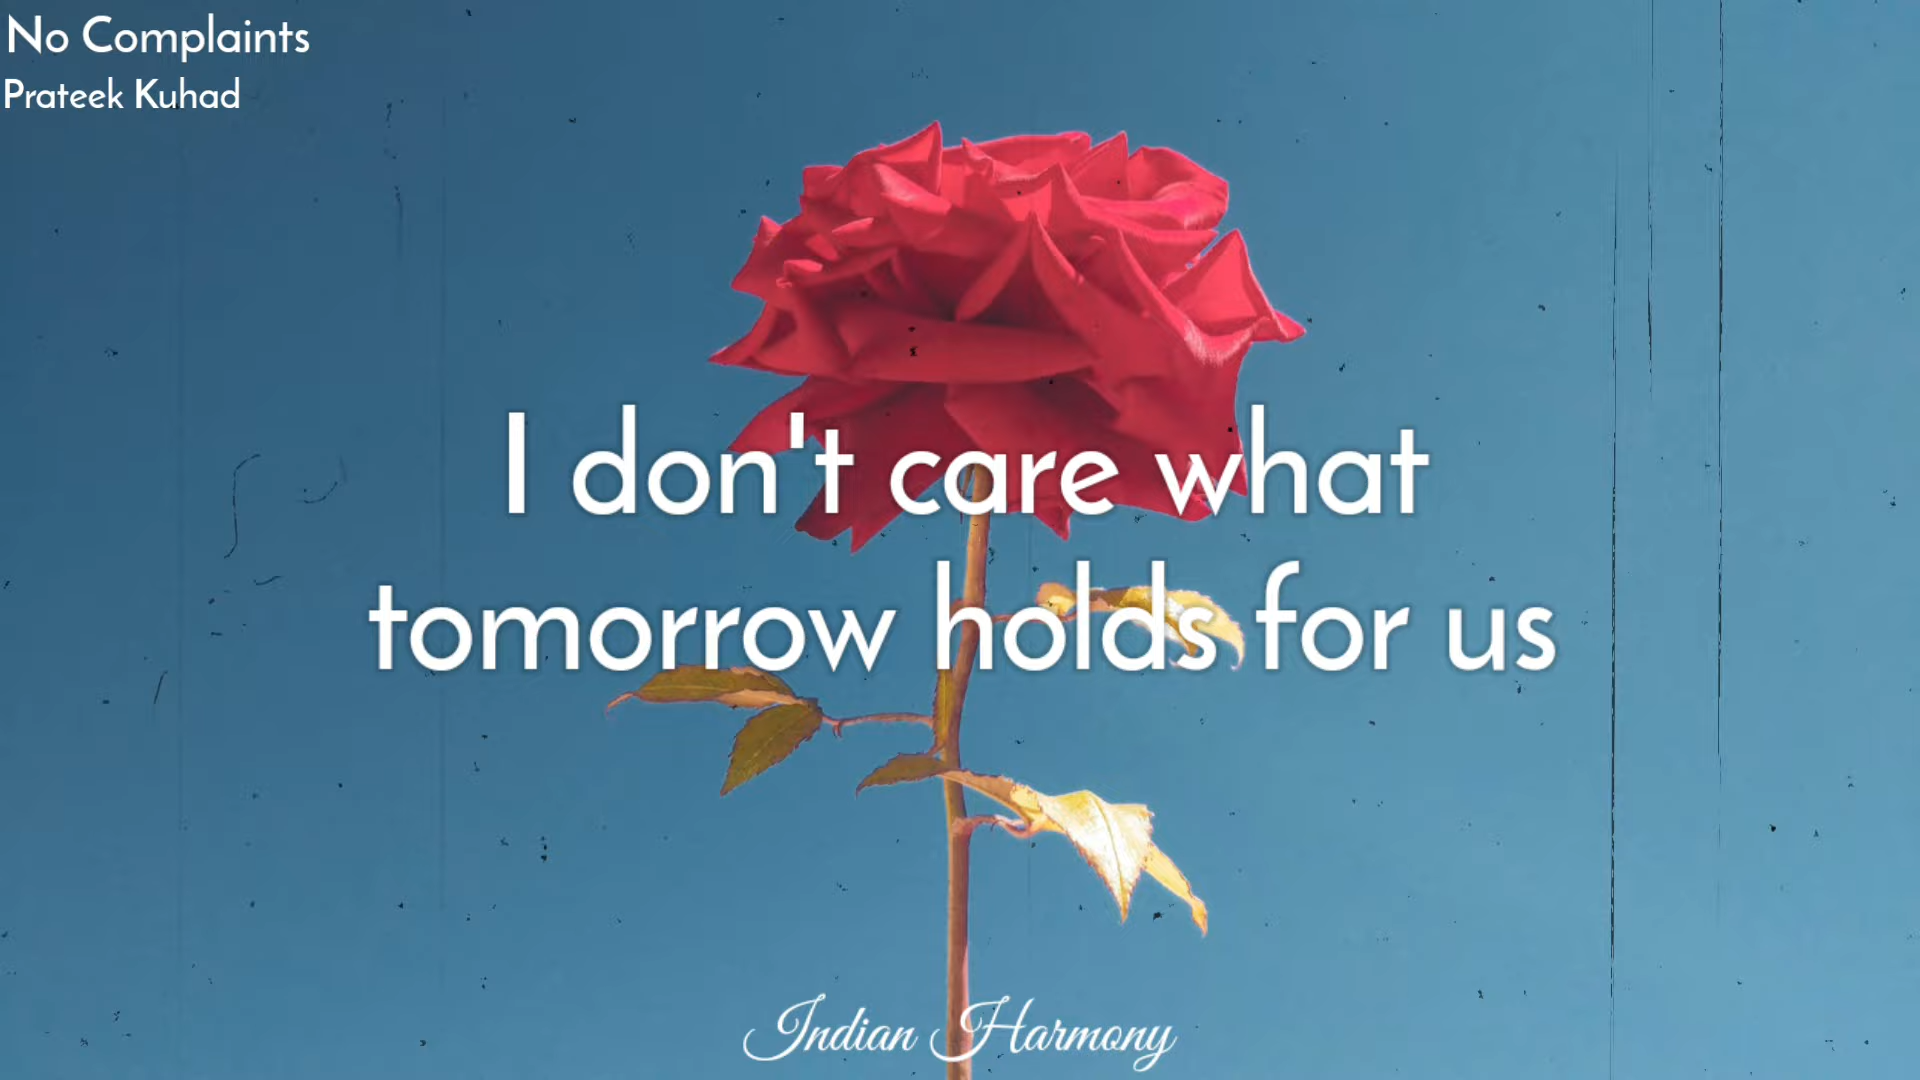 No Complaints
Prateek Kuhad
I don't care what
tomorrow holds for us
Indian Harmony